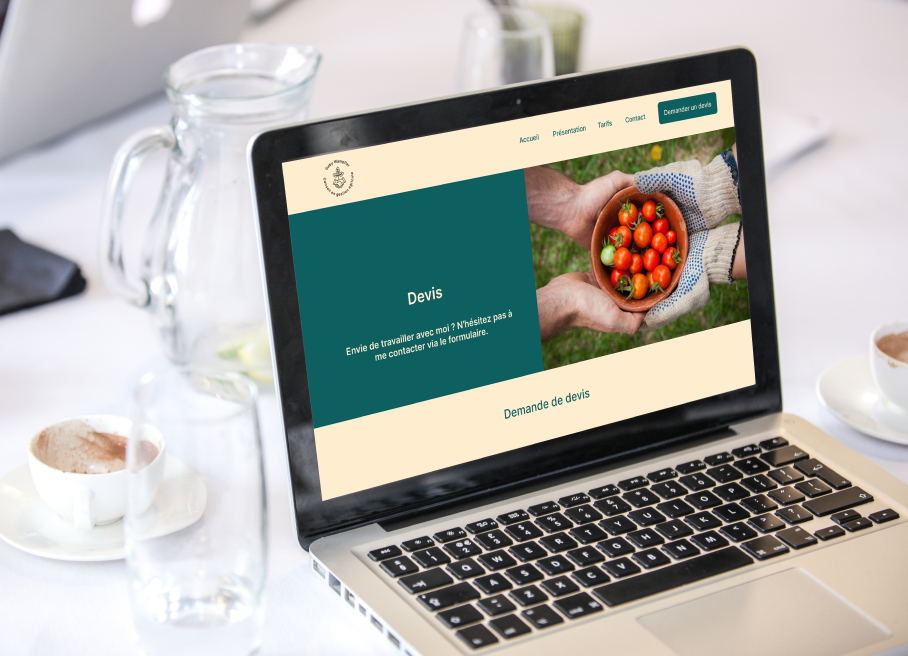 Accueil
Présentation
Tarifs
Contact
Demander un devis
Devis
Envie de travailler avec moi ? N'hésitez pas à
me contacter via le formulaire.
Demande de devis